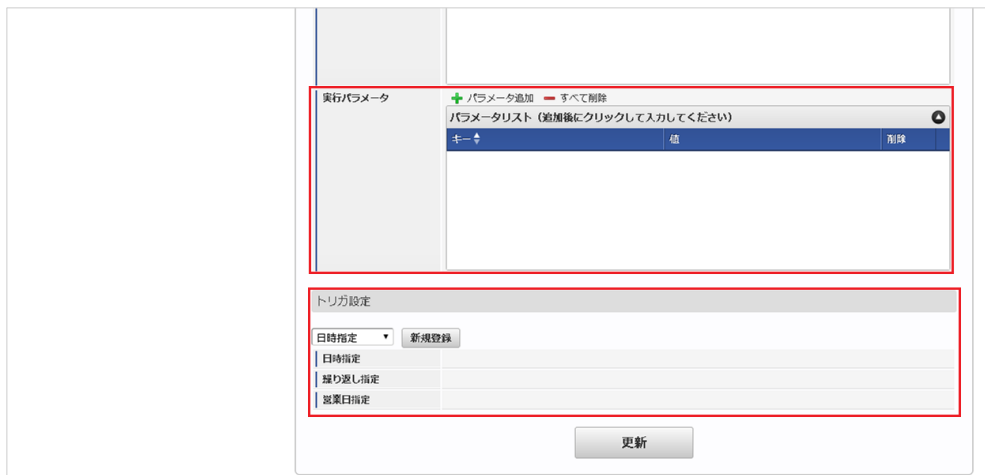 実行パラメータ
パラメータ追加 すべて削除
パラメータリスト（追加後にクリックして入力してください）
キー 値 削除
トリガ設定
日時指定 新規登録
日時指定
繰り返し指定
営業日指定
更新